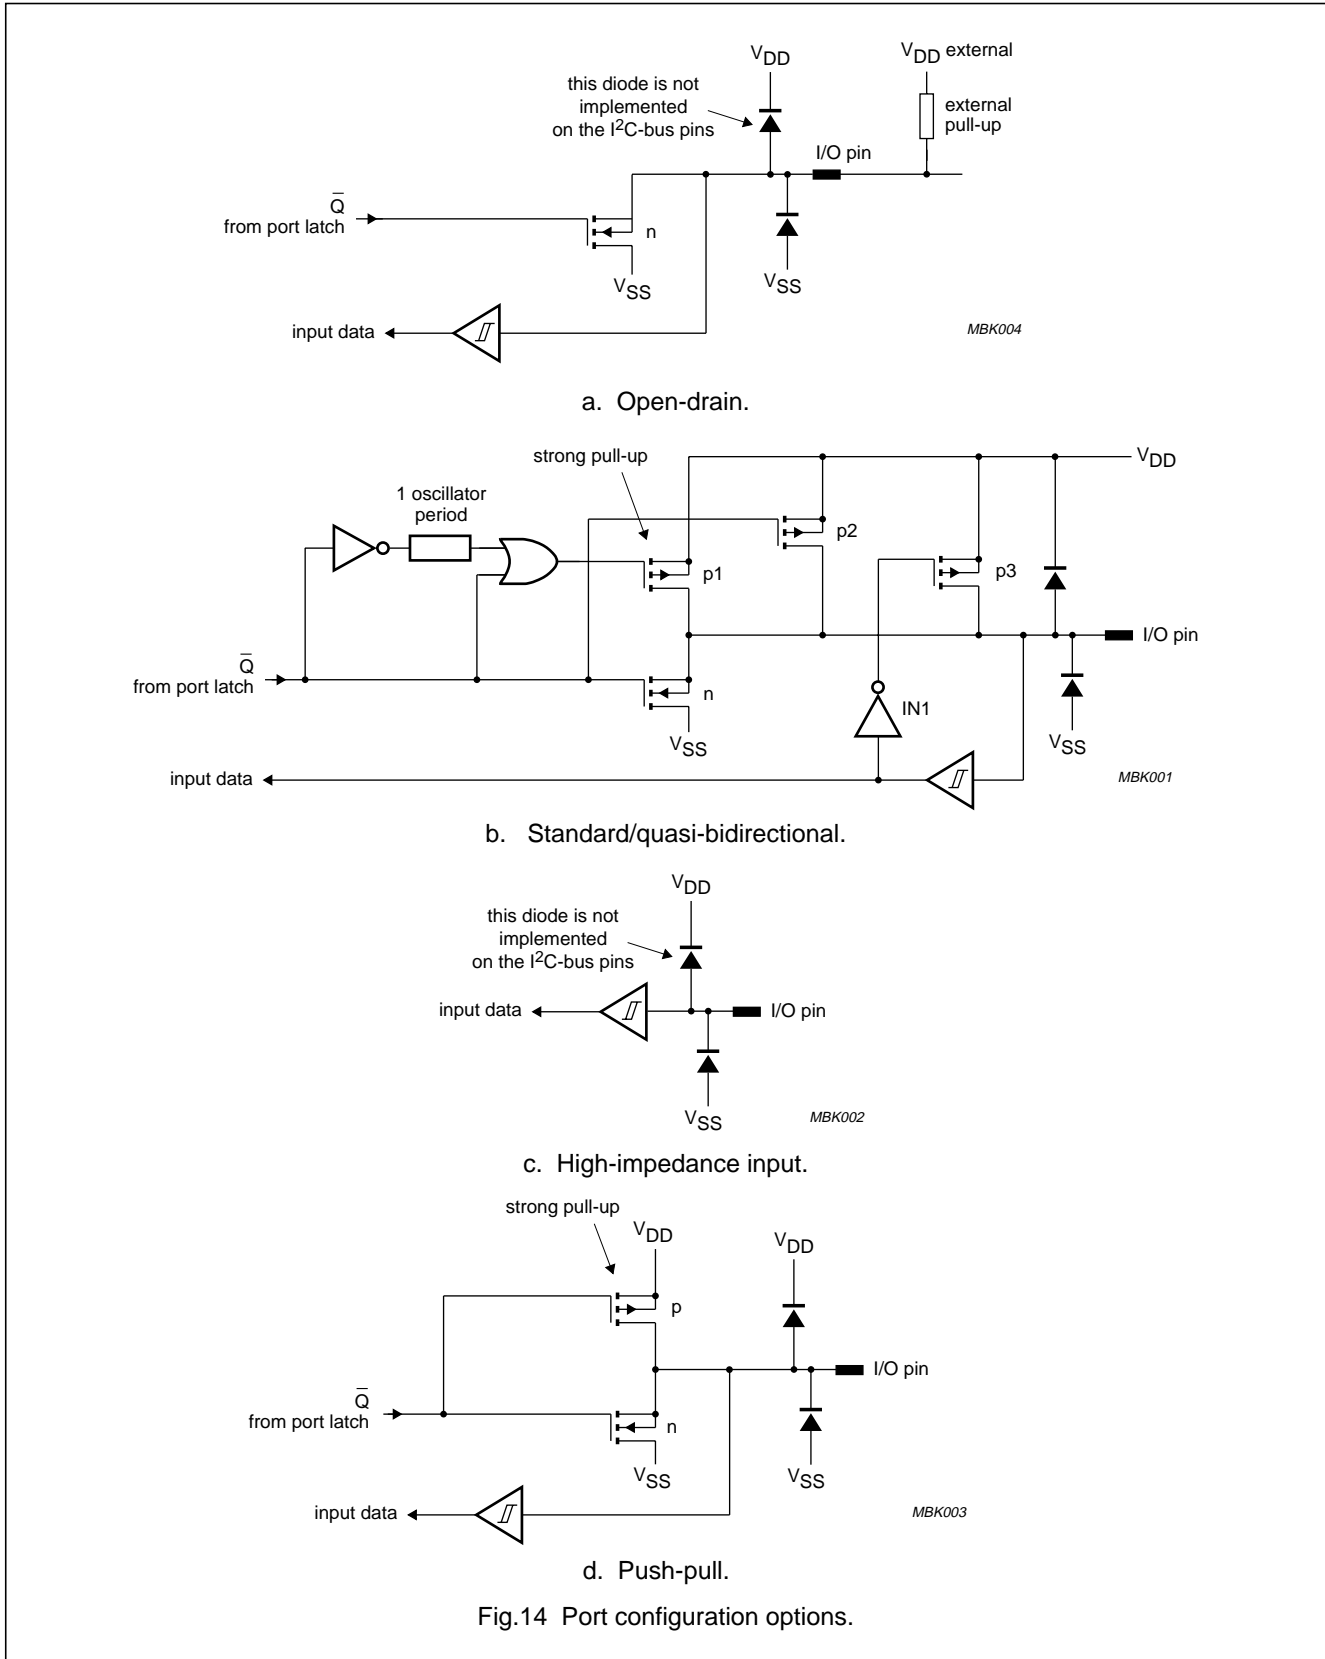 V_DD
V_DD external
this diode is not
implemented
on the I²C-bus pins
external
pull-up
I/O pin
Q̅
from port latch
n
V_SS
V_SS
input data
MBK004
a. Open-drain.
strong pull-up
V_DD
1 oscillator
period
p2
p1
p3
I/O pin
Q̅
from port latch
n
IN1
V_SS
V_SS
input data
MBK001
b. Standard/quasi-bidirectional.
V_DD
this diode is not
implemented
on the I²C-bus pins
input data
I/O pin
V_SS
MBK002
c. High-impedance input.
strong pull-up
V_DD
V_DD
p
I/O pin
Q̅
from port latch
n
V_SS
V_SS
input data
MBK003
d. Push-pull.
Fig.14 Port configuration options.